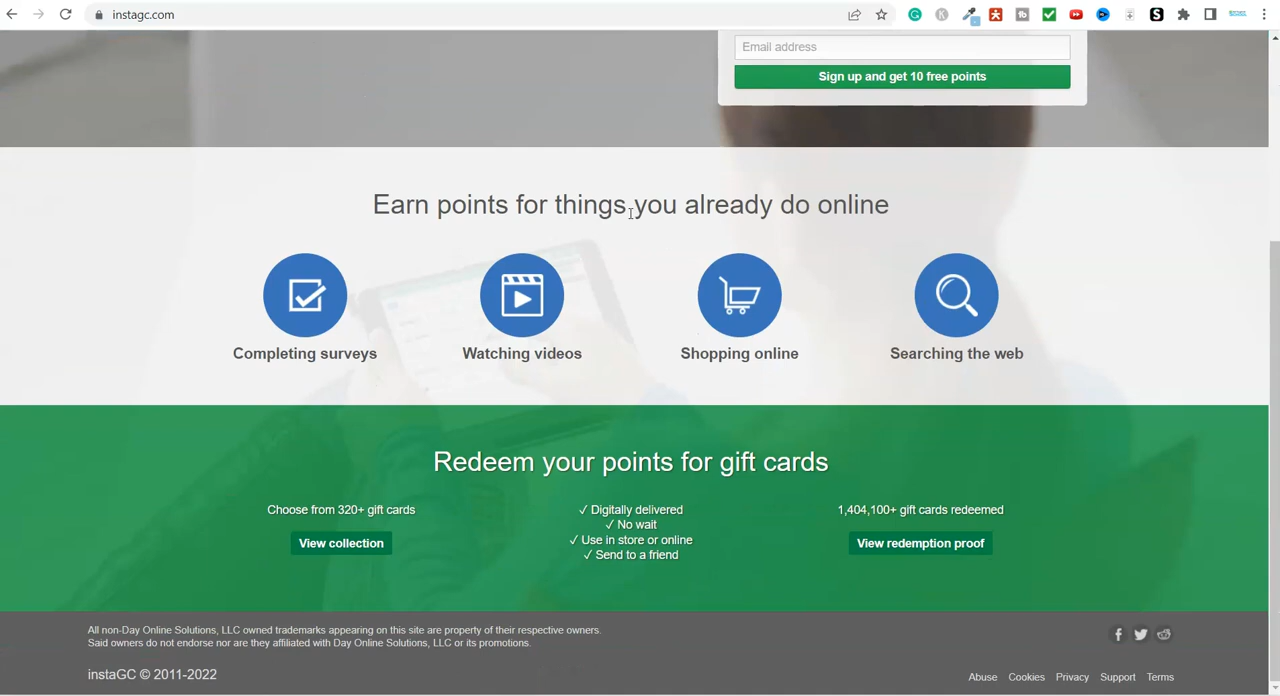 instagc.com
Email address
Sign up and get 10 free points
Earn points for things you already do online
Completing surveys
Watching videos
Shopping online
Searching the web
Redeem your points for gift cards
Choose from 320+ gift cards
View collection
✓ Digitally delivered
✓ No wait
✓ Use in store or online
✓ Send to a friend
1,404,100+ gift cards redeemed
View redemption proof
All non-Day Online Solutions, LLC owned trademarks appearing on this site are property of their respective owners.
Said owners do not endorse nor are they affiliated with Day Online Solutions, LLC or its promotions.
instaGC © 2011-2022
Abuse Cookies Privacy Support Terms